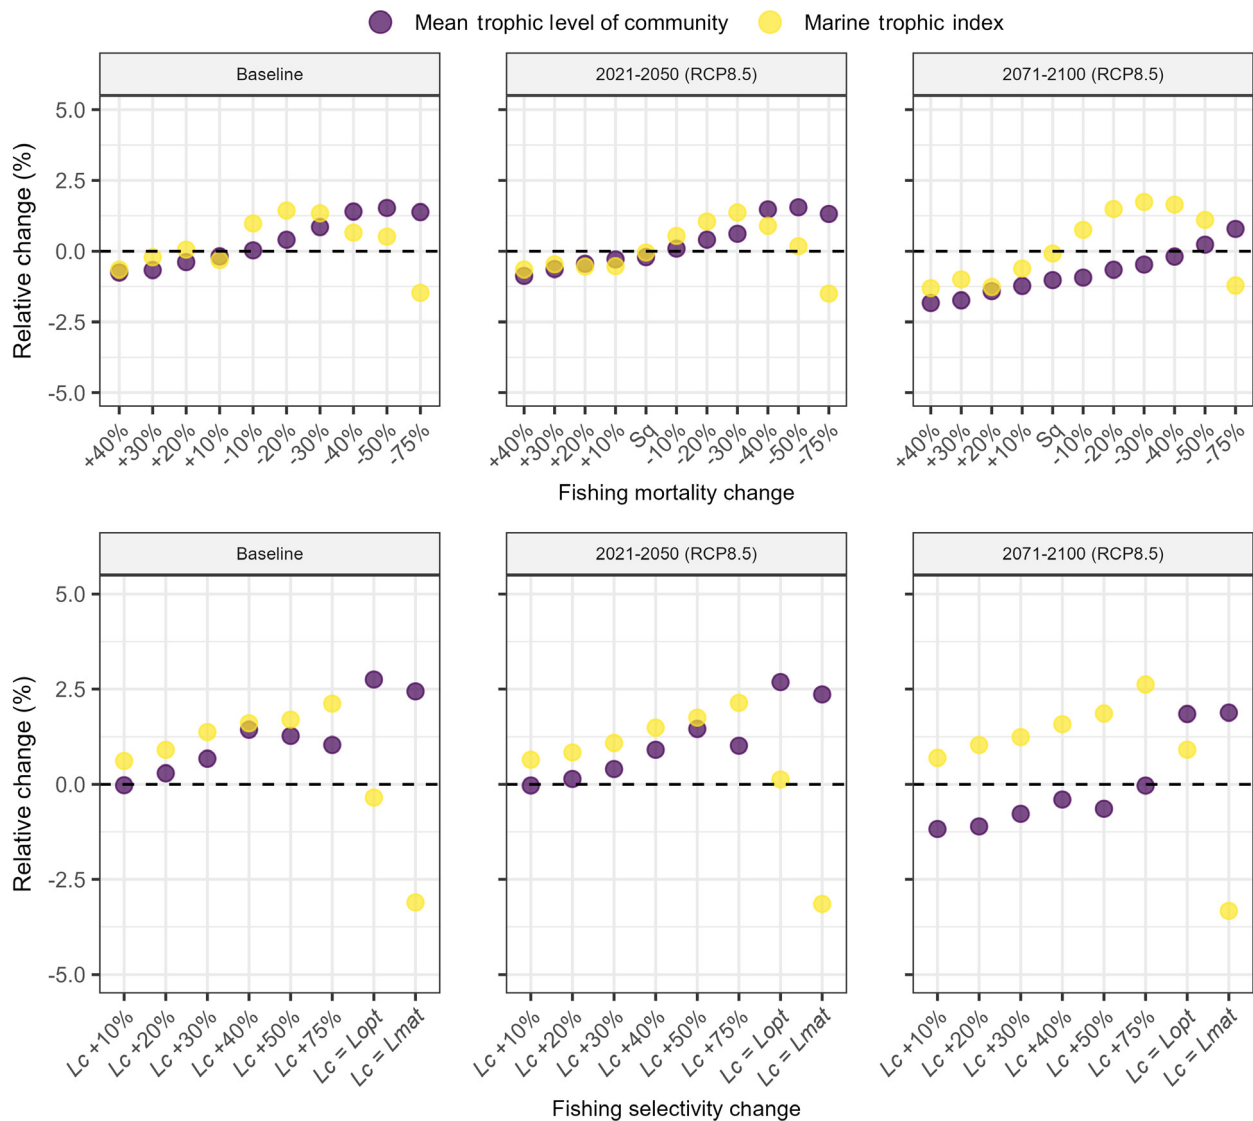 Mean trophic level of community Marine trophic index
Baseline 2021-2050 (RCP8.5) 2071-2100 (RCP8.5)
Relative change (%)
5.0
2.5
0.0
-2.5
-5.0
+40% +30% +20% +10% -10% -20% -30% -40% -50% -75%
+40% +30% +20% +10% Sq -10% -20% -30% -40% -50% -75%
+40% +30% +20% +10% Sq -10% -20% -30% -40% -50% -75%
Fishing mortality change
Baseline 2021-2050 (RCP8.5) 2071-2100 (RCP8.5)
Relative change (%)
5.0
2.5
0.0
-2.5
-5.0
Lc +10% Lc +20% Lc +30% Lc +40% Lc +50% Lc +75% Lc = Lopt Lc = Lmat
Lc +10% Lc +20% Lc +30% Lc +40% Lc +50% Lc +75% Lc = Lopt Lc = Lmat
Lc +10% Lc +20% Lc +30% Lc +40% Lc +50% Lc +75% Lc = Lopt Lc = Lmat
Fishing selectivity change